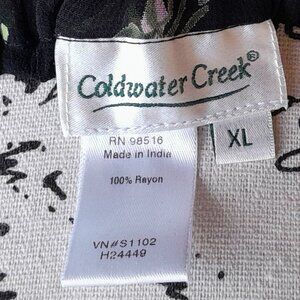 Coldwater Creek®
XL
RN 98516
Made in India
100% Rayon
VN#S1102
H24449